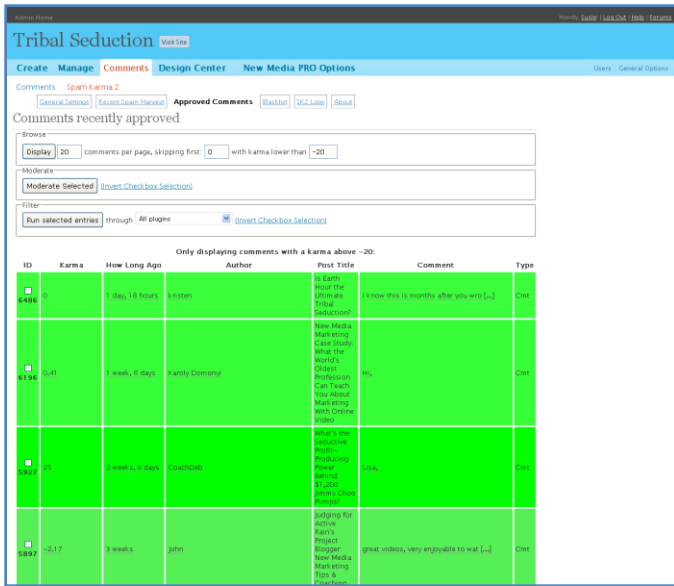 Admin Home
Howdy, Susie! | Log Out | Help | Forums
Tribal Seduction Visit Site
Create Manage Comments Design Center New Media PRO Options Users General Options
Comments Spam Karma 2
General Settings Recent Spam Harvest Approved Comments Blacklist SK2 Logs About
Comments recently approved
Browse
Display 20 comments per page, skipping first: 0 with karma lower than -20
Moderate
Moderate Selected (Invert Checkbox Selection)
Filter
Run selected entries through All plugins (Invert Checkbox Selection)
Only displaying comments with a karma above -20:
ID Karma How Long Ago Author Post Title Comment Type
6486 0 1 day, 18 hours kristen
Is Earth
Hour the
Ultimate
Tribal
Seduction?
I know this is months after you wro [...] Cmt
6196 0.41 1 week, 6 days Karoly Domonyi
New Media
Marketing
Case Study:
What the
World's
Oldest
Profession
Can Teach
You About
Marketing
With Online
Video
Hi, Cmt
5927 25 2 weeks, 6 days CoachDeb
What's the
Seductive
Profit-
Producing
Power
Behind
$1,200
Jimmy Choo
Pumps?
Lisa, Cmt
5897 -2.17 3 weeks john
Judging for
Active
Rain's
Project
Blogger:
New Media
Marketing
Tips &
Coaching
great videos, very enjoyable to wat [...] Cmt